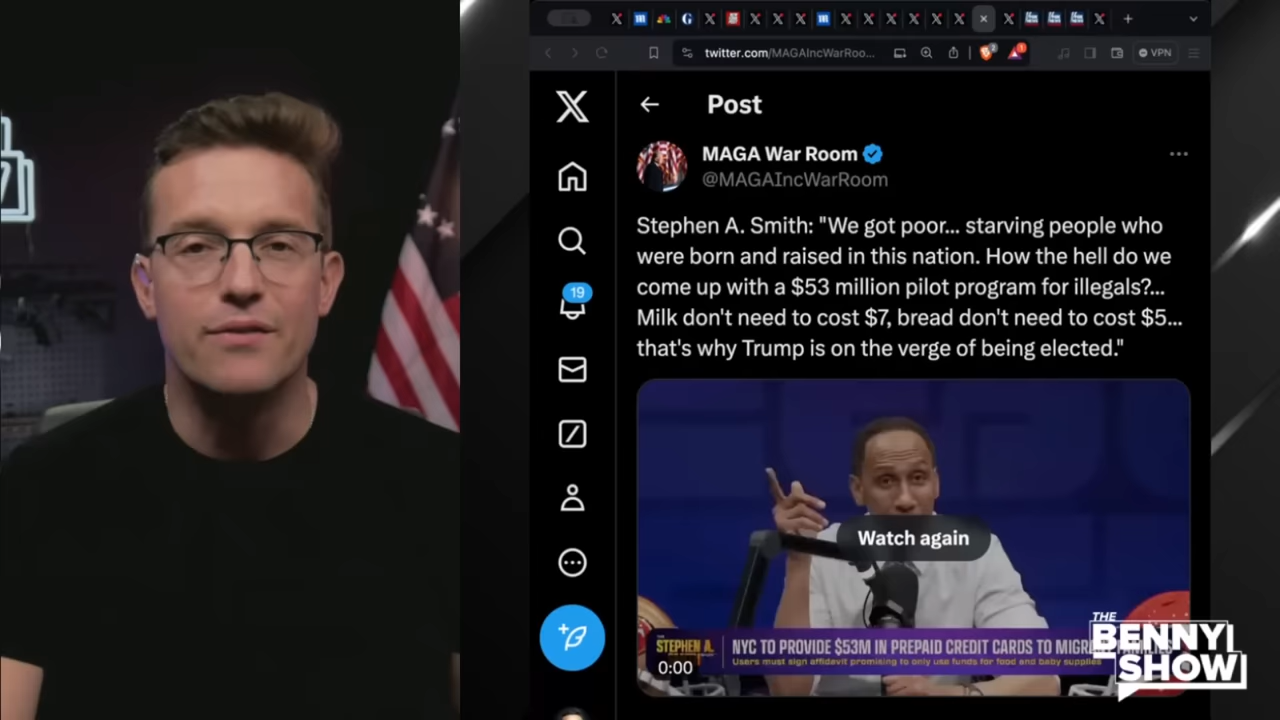 twitter.com/MAGAIncWarRoo...
VPN
Post
MAGA War Room
@MAGAIncWarRoom
19
Stephen A. Smith: "We got poor... starving people who
were born and raised in this nation. How the hell do we
come up with a $53 million pilot program for illegals?...
Milk don't need to cost $7, bread don't need to cost $5...
that's why Trump is on the verge of being elected."
Watch again
STEPHEN A.
NYC TO PROVIDE $53M IN PREPAID CREDIT CARDS TO
Users must sign affidavit promising to only use funds for food and baby supplies
0:00
THE
BENNY
SHOW